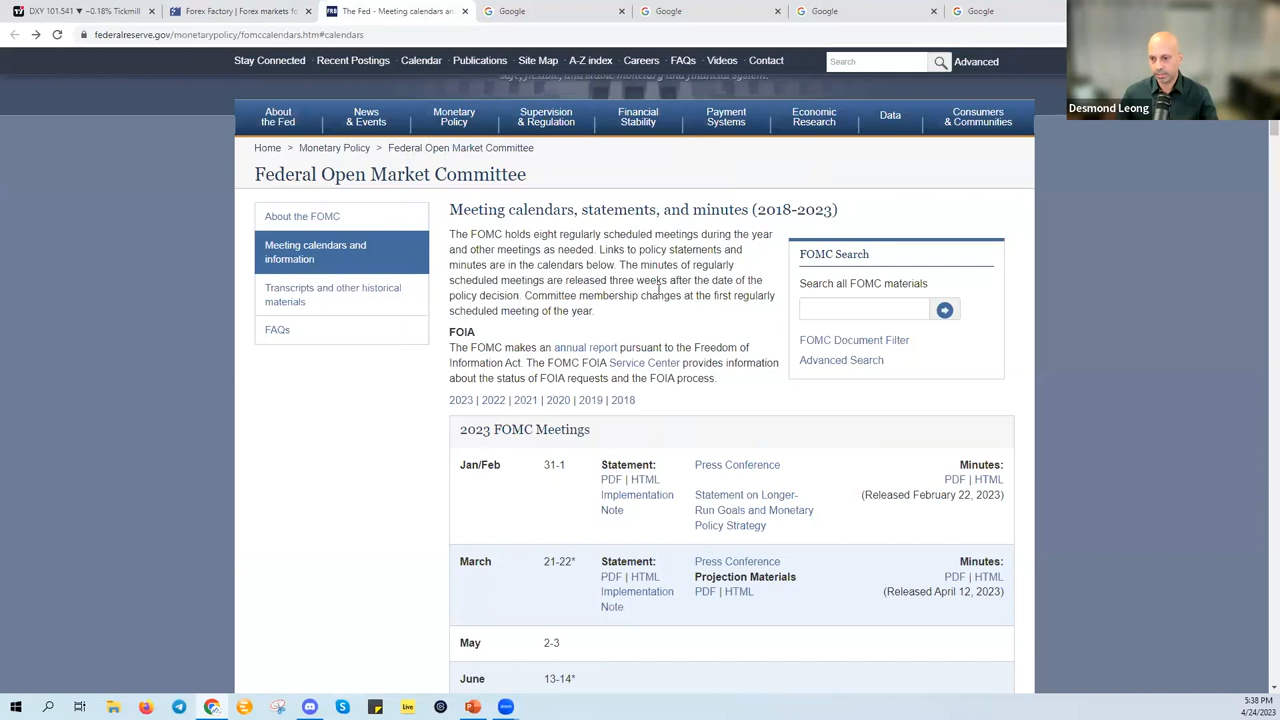 DXY 101.541 ▼ −0.18% Tickmill
Forex Factory | Forex markets fo
The Fed - Meeting calendars an
Google
Google
Google
Google
federalreserve.gov/monetarypolicy/fomccalendars.htm#calendars
Stay Connected · Recent Postings · Calendar · Publications · Site Map · A-Z index · Careers · FAQs · Videos · Contact
Search
Advanced
safe, flexible, and stable monetary and financial system.
Desmond Leong
About the Fed
News & Events
Monetary Policy
Supervision & Regulation
Financial Stability
Payment Systems
Economic Research
Data
Consumers & Communities
Home > Monetary Policy > Federal Open Market Committee
Federal Open Market Committee
About the FOMC
Meeting calendars and
information
Transcripts and other historical
materials
FAQs
Meeting calendars, statements, and minutes (2018-2023)
The FOMC holds eight regularly scheduled meetings during the year
and other meetings as needed. Links to policy statements and
minutes are in the calendars below. The minutes of regularly
scheduled meetings are released three weeks after the date of the
policy decision. Committee membership changes at the first regularly
scheduled meeting of the year.
FOIA
The FOMC makes an annual report pursuant to the Freedom of
Information Act. The FOMC FOIA Service Center provides information
about the status of FOIA requests and the FOIA process.
2023 | 2022 | 2021 | 2020 | 2019 | 2018
FOMC Search
Search all FOMC materials
FOMC Document Filter
Advanced Search
2023 FOMC Meetings
Jan/Feb
31-1
Statement:
PDF | HTML
Implementation
Note
Press Conference
Statement on Longer-
Run Goals and Monetary
Policy Strategy
Minutes:
PDF | HTML
(Released February 22, 2023)
March
21-22*
Statement:
PDF | HTML
Implementation
Note
Press Conference
Projection Materials
PDF | HTML
Minutes:
PDF | HTML
(Released April 12, 2023)
May
2-3
June
13-14*
Live
5:38 PM
4/24/2023